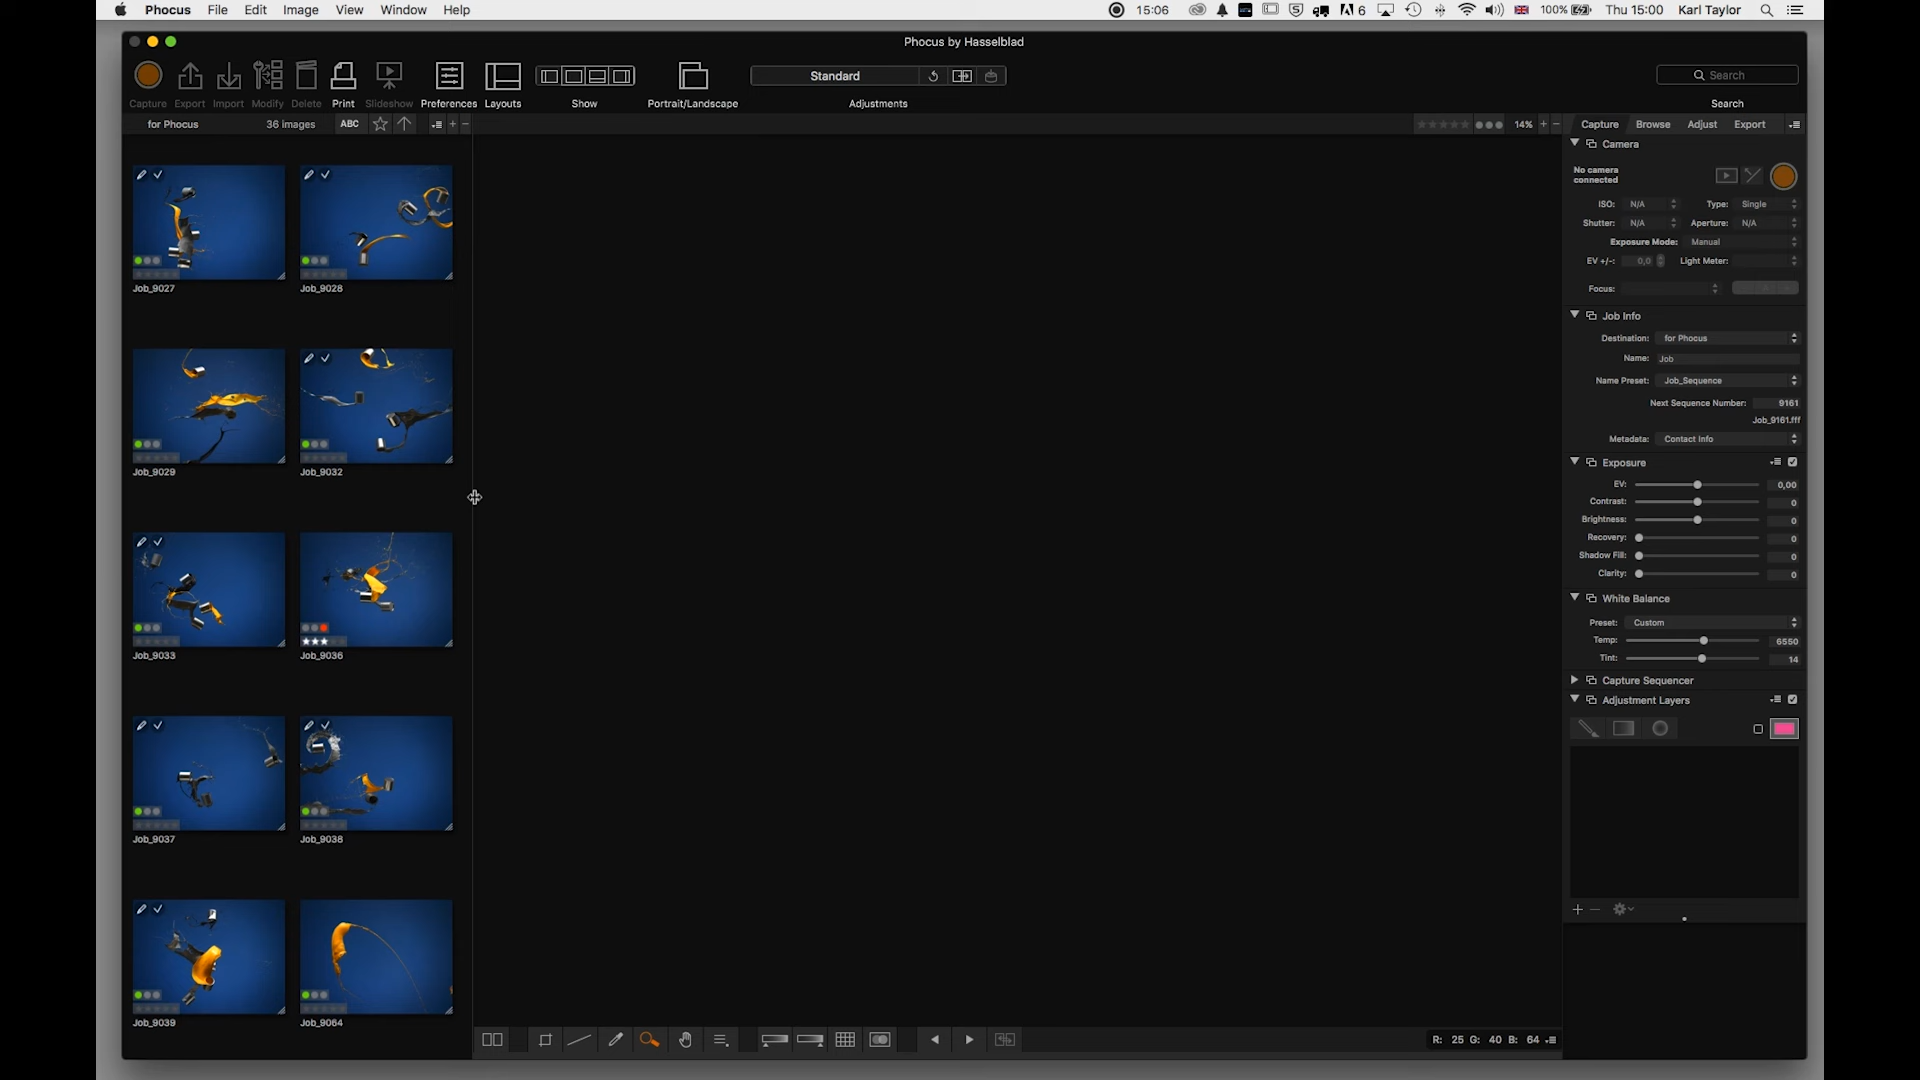 Phocus File Edit Image View Window Help 15:06 6 100% Thu 15:00 Karl Taylor
Phocus by Hasselblad
Standard Search
Capture Export Import Modify Delete Print Slideshow Preferences Layouts Show Portrait/Landscape Adjustments Search
for Phocus 36 images ABC 14% + − Capture Browse Adjust Export
Camera
No camera
connected
ISO: N/A Type: Single
Shutter: N/A Aperture: N/A
Exposure Mode: Manual
EV +/-: 0,0 Light Meter:
Focus:
Job_9027 Job_9028
Job Info
Destination: for Phocus
Name: Job
Name Preset: Job_Sequence
Next Sequence Number: 9161
Job_9161.fff
Metadata: Contact Info
Job_9029 Job_9032
Exposure
EV: 0,00
Contrast: 0
Brightness: 0
Recovery: 0
Shadow Fill: 0
Clarity: 0
White Balance
Preset: Custom
Temp: 6550
Tint: 14
Job_9033 Job_9036
Capture Sequencer
Adjustment Layers
Job_9037 Job_9038
Job_9039 Job_9064
R: 25 G: 40 B: 64